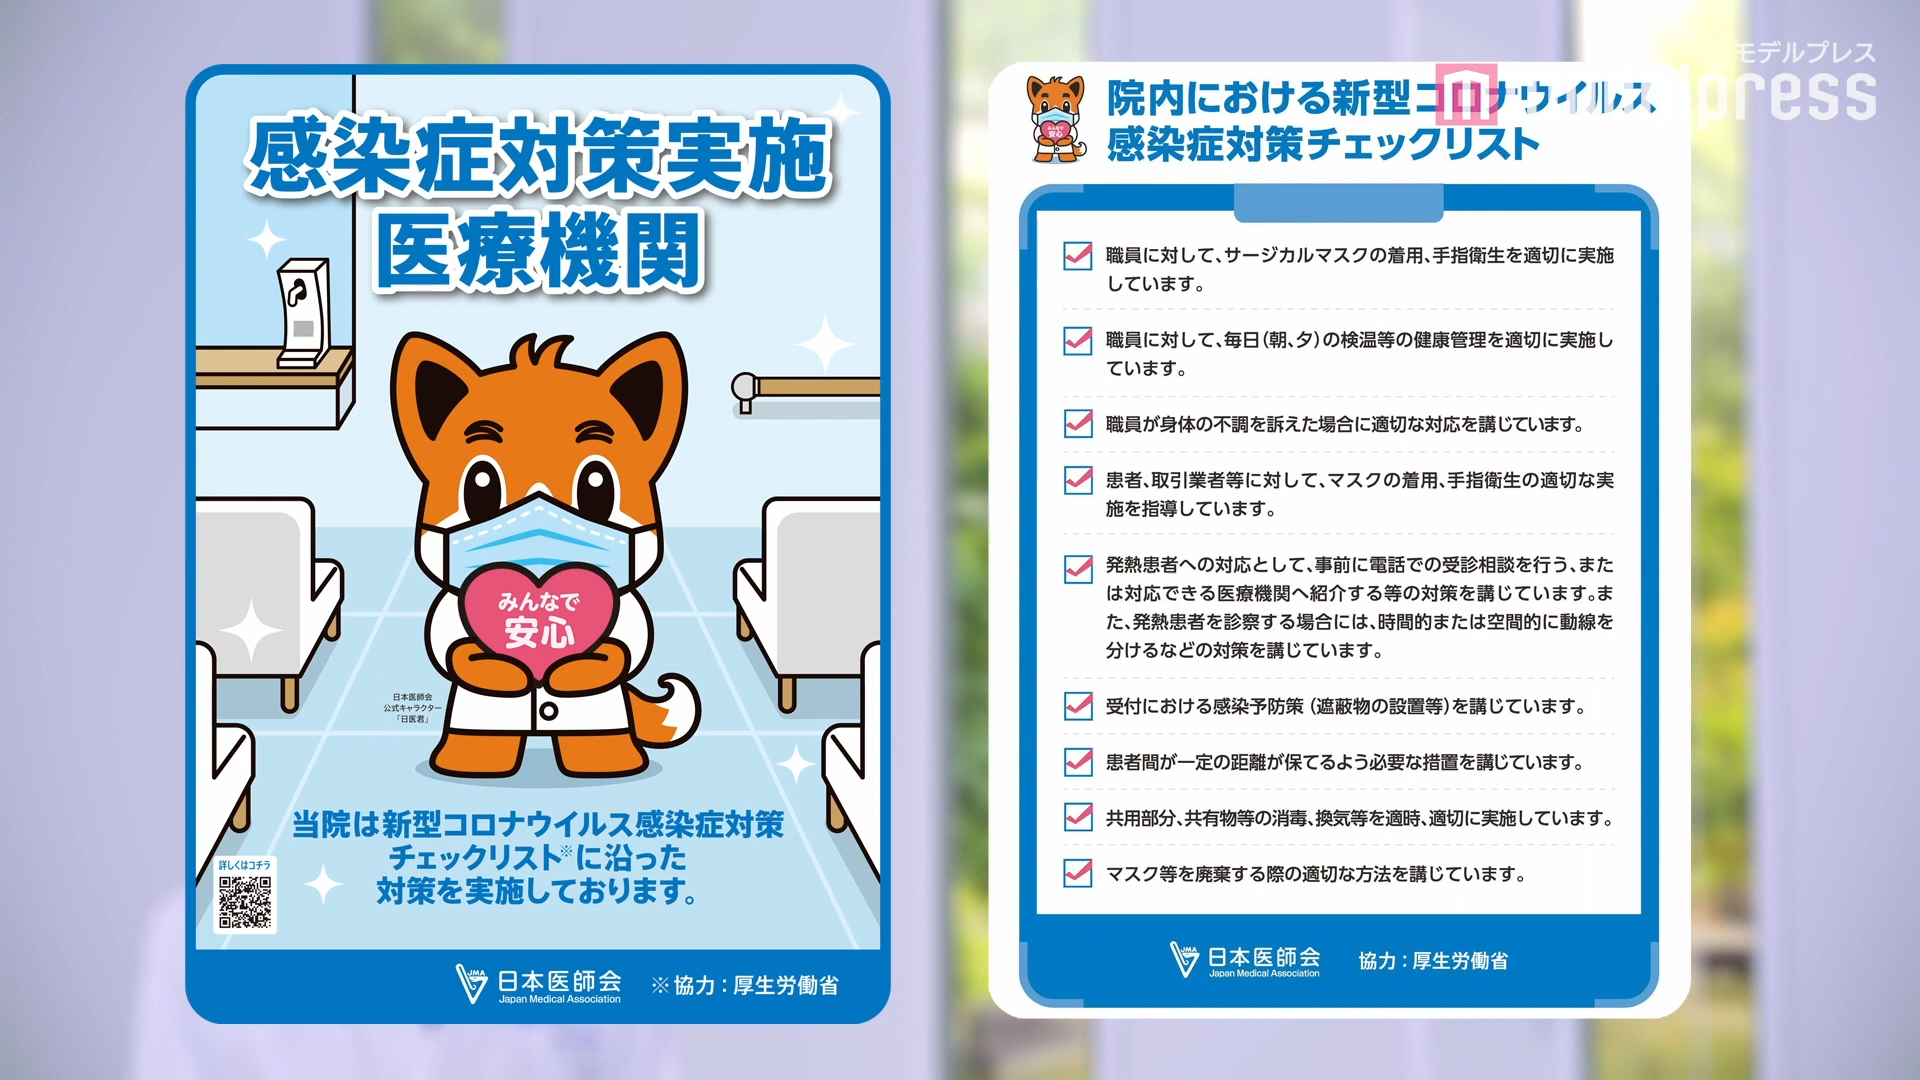 感染症対策実施
医療機関
みんなで
安心
日本医師会
公式キャラクター
「日医君」
当院は新型コロナウイルス感染症対策
チェックリスト※に沿った
対策を実施しております。
詳しくはコチラ
JMA
日本医師会
Japan Medical Association
※協力：厚生労働省
モデルプレス
press
みんなで
安心
院内における新型コロナウイルス
感染症対策チェックリスト
職員に対して、サージカルマスクの着用、手指衛生を適切に実施
しています。
職員に対して、毎日（朝、夕）の検温等の健康管理を適切に実施し
ています。
職員が身体の不調を訴えた場合に適切な対応を講じています。
患者、取引業者等に対して、マスクの着用、手指衛生の適切な実
施を指導しています。
発熱患者への対応として、事前に電話での受診相談を行う、また
は対応できる医療機関へ紹介する等の対策を講じています。ま
た、発熱患者を診察する場合には、時間的または空間的に動線を
分けるなどの対策を講じています。
受付における感染予防策（遮蔽物の設置等）を講じています。
患者間が一定の距離が保てるよう必要な措置を講じています。
共用部分、共有物等の消毒、換気等を適時、適切に実施しています。
マスク等を廃棄する際の適切な方法を講じています。
JMA
日本医師会
Japan Medical Association
協力：厚生労働省